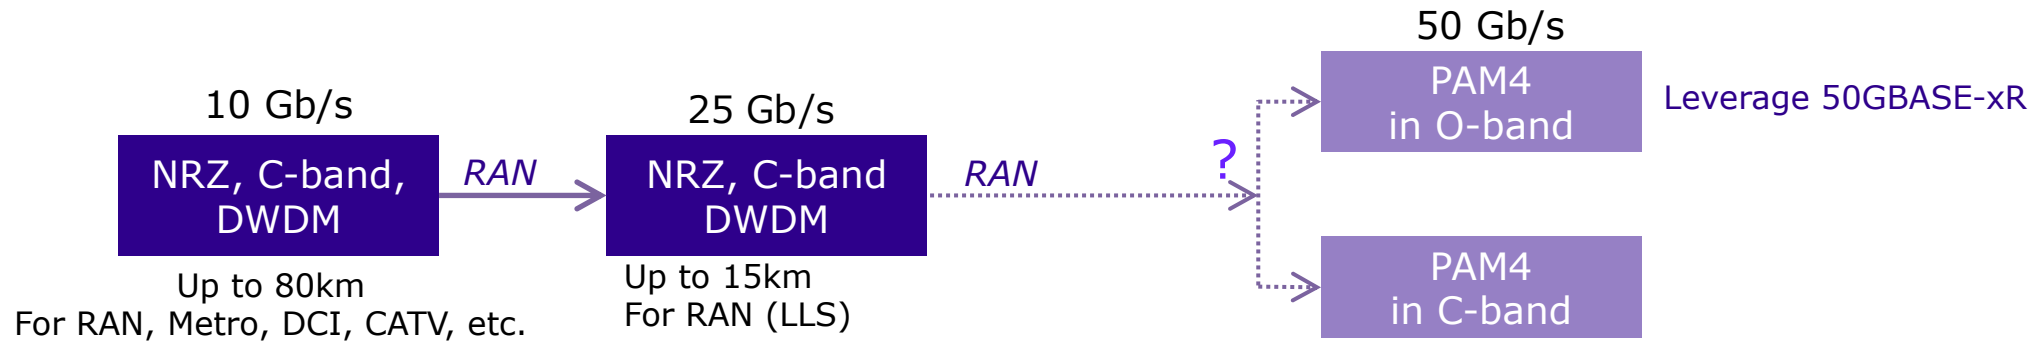 10 Gb/s
NRZ, C-band,
DWDM
Up to 80km
For RAN, Metro, DCI, CATV, etc.
RAN
25 Gb/s
NRZ, C-band
DWDM
Up to 15km
For RAN (LLS)
RAN
?
50 Gb/s
PAM4
in O-band
Leverage 50GBASE-xR
PAM4
in C-band